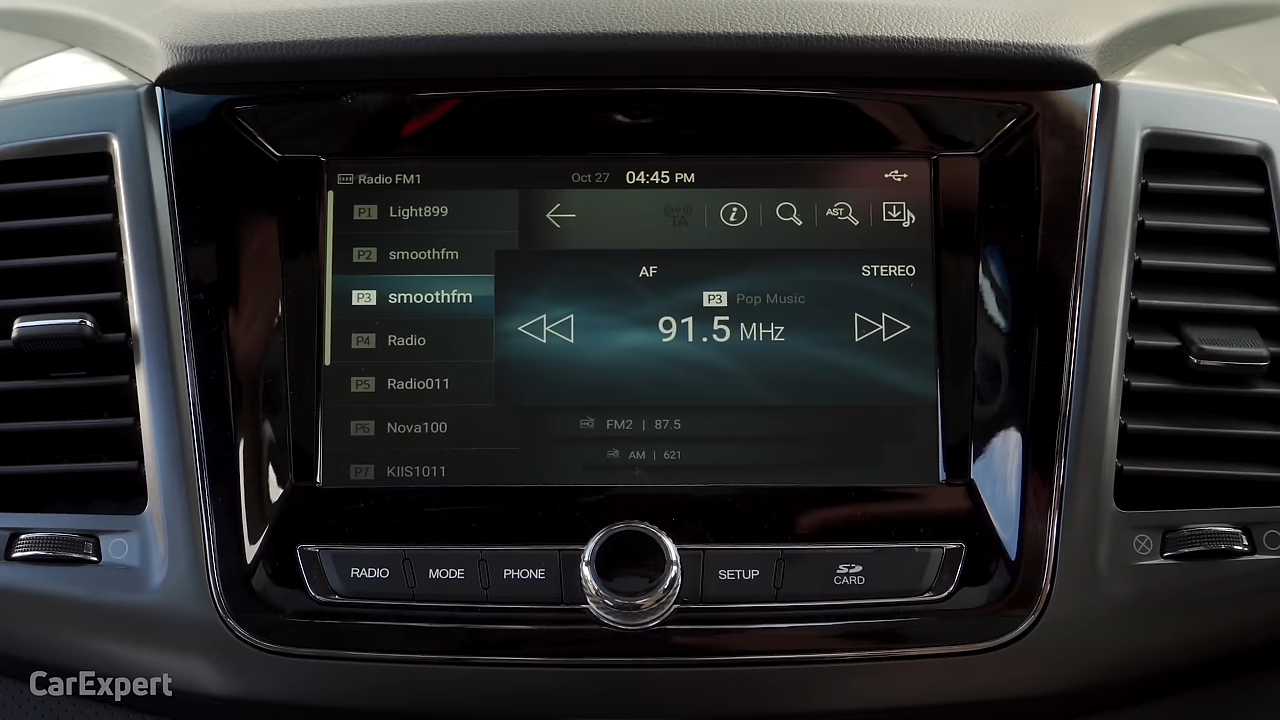 Radio FM1
Oct 27 04:45 PM
P1 Light899
P2 smoothfm
P3 smoothfm
P4 Radio
P5 Radio011
P6 Nova100
P7 KIIS1011
TA
i
AST
AF
STEREO
P3 Pop Music
91.5 MHz
FM2 | 87.5
AM | 621
RADIO
MODE
PHONE
SETUP
SD
CARD
CarExpert